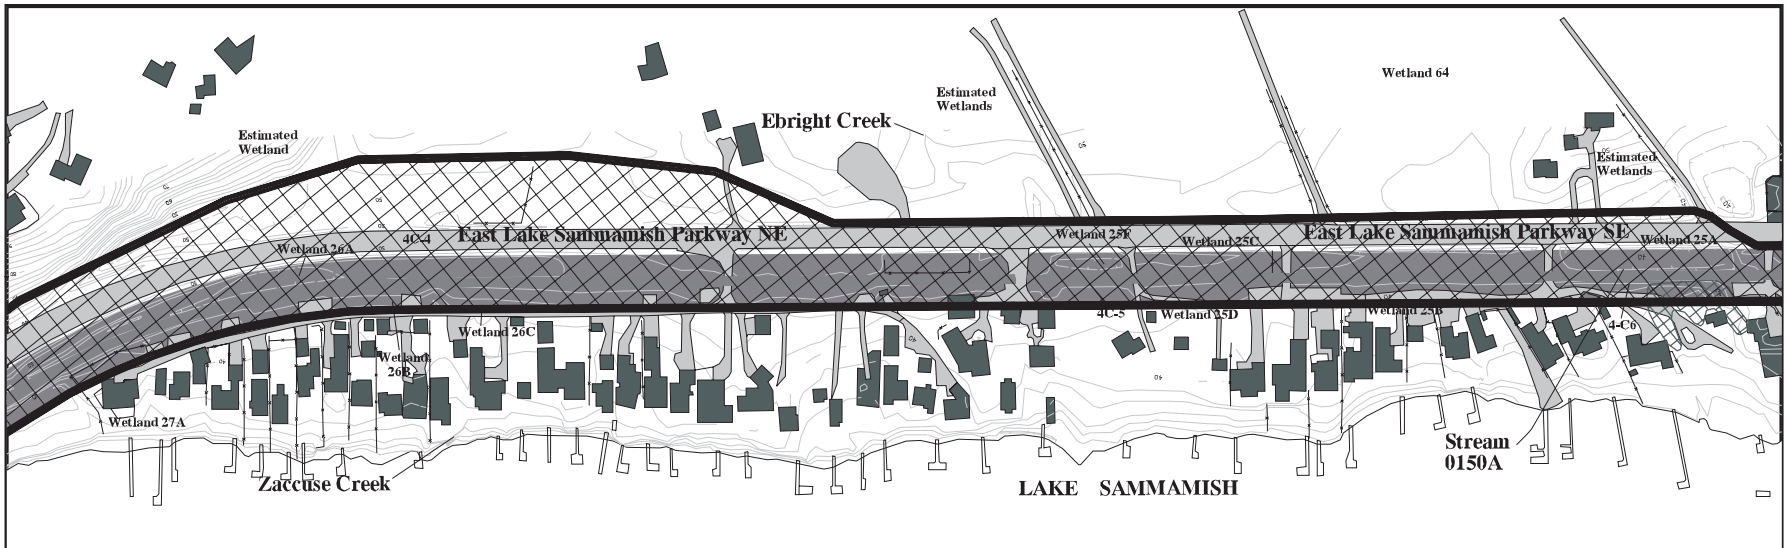 Wetland 64
Estimated
Wetlands
Ebright Creek
Estimated
Wetland
Estimated
Wetlands
East Lake Sammamish Parkway NE
East Lake Sammamish Parkway SE
Wetland 26A
4C-4
Wetland 25F
Wetland 25C
Wetland 25A
Wetland 26C
4C-5
Wetland 25D
Wetland 25B
4-C6
Wetland
26B
Wetland 27A
Zaccuse Creek
LAKE SAMMAMISH
Stream
0150A